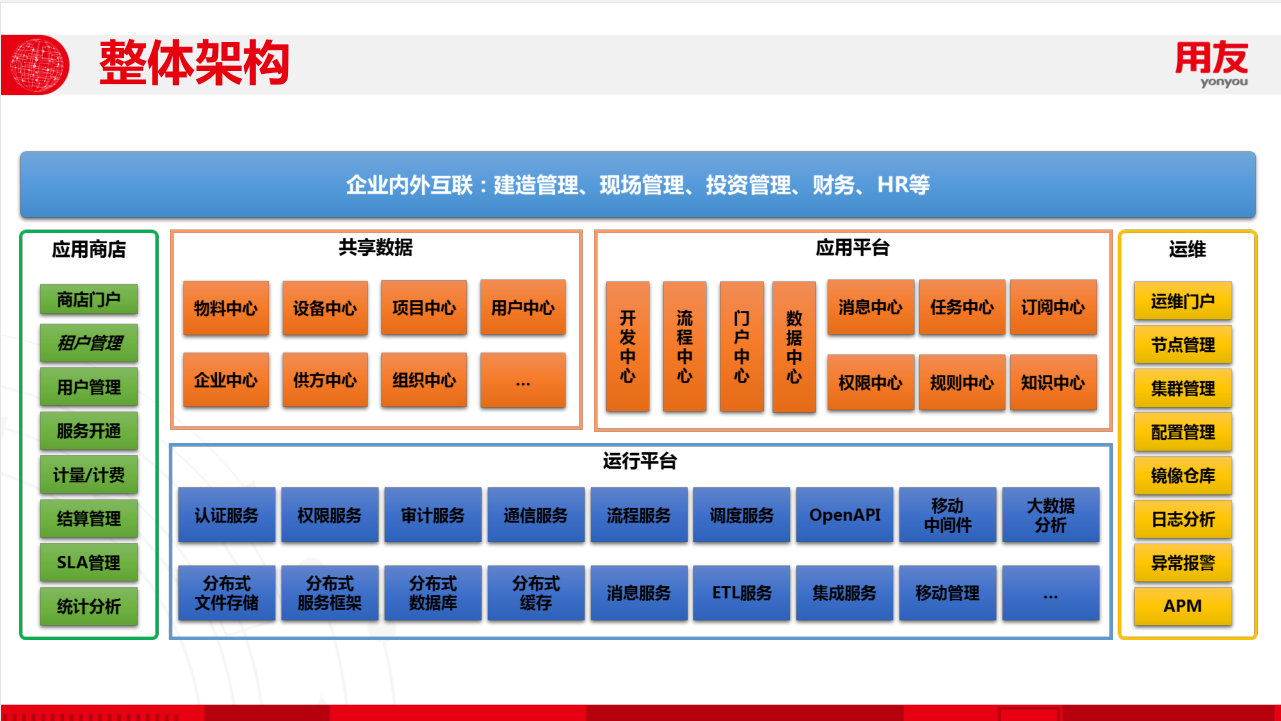 整体架构
用友
yonyou
企业内外互联：建造管理、现场管理、投资管理、财务、HR等
应用商店
商店门户
租户管理
用户管理
服务开通
计量/计费
结算管理
SLA管理
统计分析
共享数据
物料中心
设备中心
项目中心
用户中心
企业中心
供方中心
组织中心
...
应用平台
开发中心
流程中心
门户中心
数据中心
消息中心
任务中心
订阅中心
权限中心
规则中心
知识中心
运行平台
认证服务
权限服务
审计服务
通信服务
流程服务
调度服务
OpenAPI
移动
中间件
大数据
分析
分布式
文件存储
分布式
服务框架
分布式
数据库
分布式
缓存
消息服务
ETL服务
集成服务
移动管理
...
运维
运维门户
节点管理
集群管理
配置管理
镜像仓库
日志分析
异常报警
APM